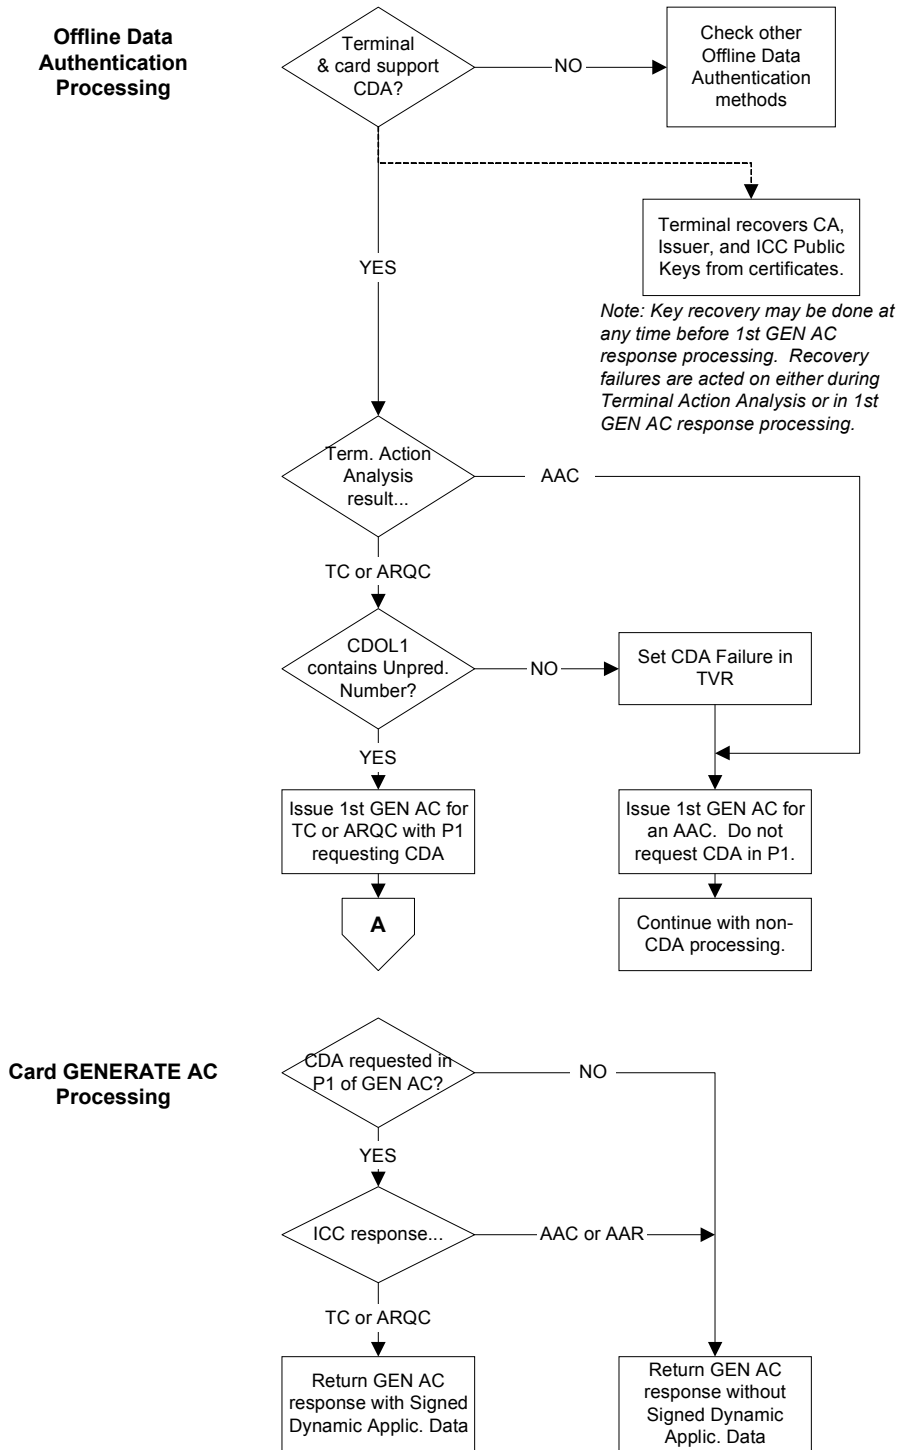 Offline Data
Authentication
Processing
Terminal
& card support
CDA?
NO
Check other
Offline Data
Authentication
methods
YES
Terminal recovers CA,
Issuer, and ICC Public
Keys from certificates.
Note: Key recovery may be done at
any time before 1st GEN AC
response processing.  Recovery
failures are acted on either during
Terminal Action Analysis or in 1st
GEN AC response processing.
Term. Action
Analysis
result...
AAC
TC or ARQC
CDOL1
contains Unpred.
Number?
NO
Set CDA Failure in
TVR
YES
Issue 1st GEN AC for
TC or ARQC with P1
requesting CDA
Issue 1st GEN AC for
an AAC.  Do not
request CDA in P1.
A
Continue with non-
CDA processing.
Card GENERATE AC
Processing
CDA requested in
P1 of GEN AC?
NO
YES
ICC response...
AAC or AAR
TC or ARQC
Return GEN AC
response with Signed
Dynamic Applic. Data
Return GEN AC
response without
Signed Dynamic
Applic. Data